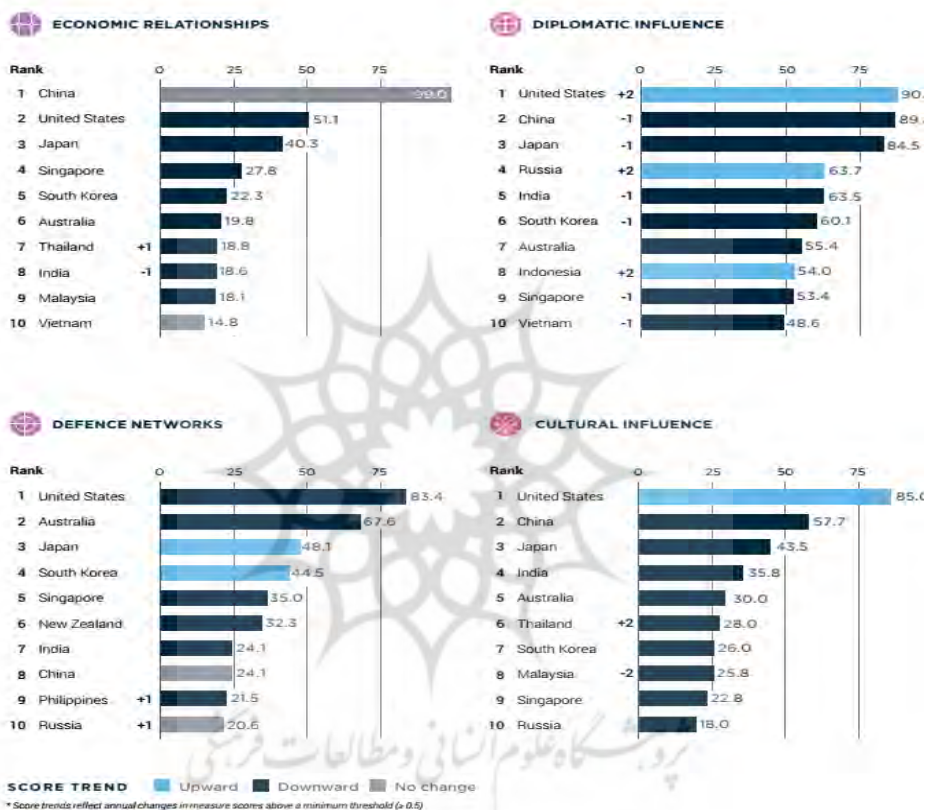 ECONOMIC RELATIONSHIPS
Rank 0 25 50 75
1 China 99.0
2 United States 51.1
3 Japan 40.3
4 Singapore 27.8
5 South Korea 22.3
6 Australia 19.8
7 Thailand +1 18.8
8 India -1 18.6
9 Malaysia 18.1
10 Vietnam 14.8
DIPLOMATIC INFLUENCE
Rank 0 25 50 75
1 United States +2 90.
2 China -1 89.
3 Japan -1 84.5
4 Russia +2 63.7
5 India -1 63.5
6 South Korea -1 60.1
7 Australia 55.4
8 Indonesia +2 54.0
9 Singapore -1 53.4
10 Vietnam -1 48.6
DEFENCE NETWORKS
Rank 0 25 50 75
1 United States 83.4
2 Australia 67.6
3 Japan 48.1
4 South Korea 44.5
5 Singapore 35.0
6 New Zealand 32.3
7 India 24.1
8 China 24.1
9 Philippines +1 21.5
10 Russia +1 20.6
CULTURAL INFLUENCE
Rank 0 25 50 75
1 United States 85.0
2 China 57.7
3 Japan 43.5
4 India 35.8
5 Australia 30.0
6 Thailand +2 28.0
7 South Korea 26.0
8 Malaysia -2 25.8
9 Singapore 22.8
10 Russia 18.0
پژوهشگاه علوم انسانی و مطالعات فرهنگی
SCORE TREND Upward Downward No change
* Score trends reflect annual changes in measure scores above a minimum threshold (≥ 0.5)